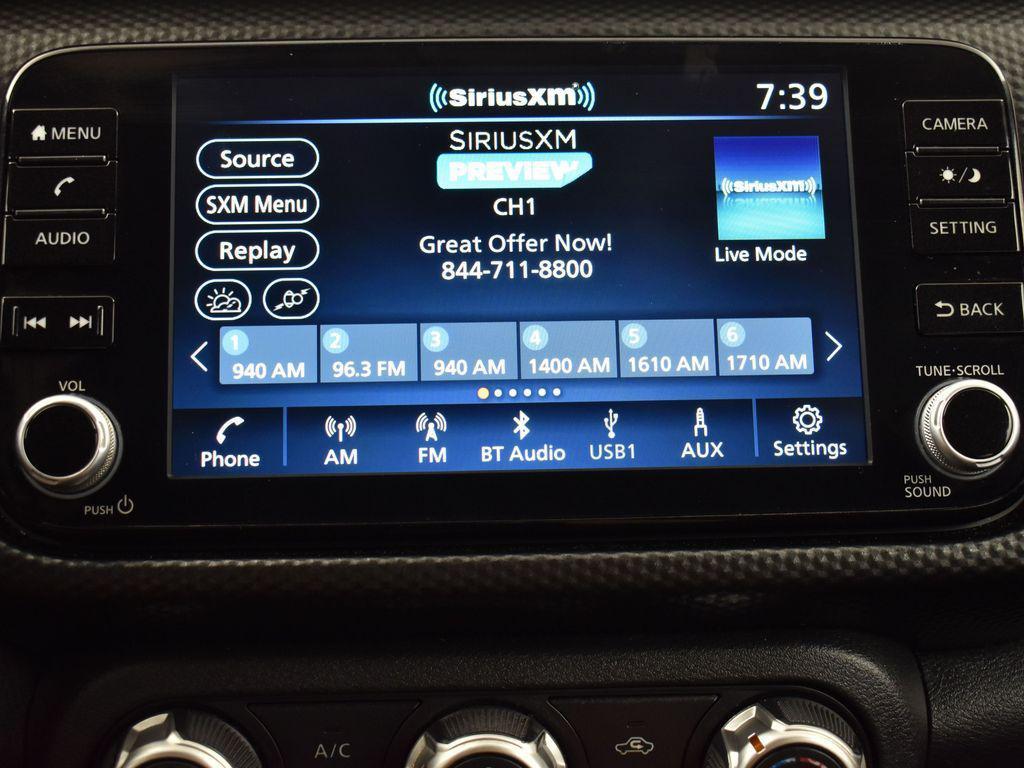 SiriusXM
7:39
MENU
AUDIO
VOL
PUSH
Source
SXM Menu
Replay
SIRIUSXM
PREVIEW
CH1
Great Offer Now!
844-711-8800
SiriusXM
Live Mode
1 940 AM
2 96.3 FM
3 940 AM
4 1400 AM
5 1610 AM
6 1710 AM
Phone
AM
FM
BT Audio
USB1
AUX
Settings
CAMERA
SETTING
BACK
TUNE·SCROLL
PUSH
SOUND
A/C